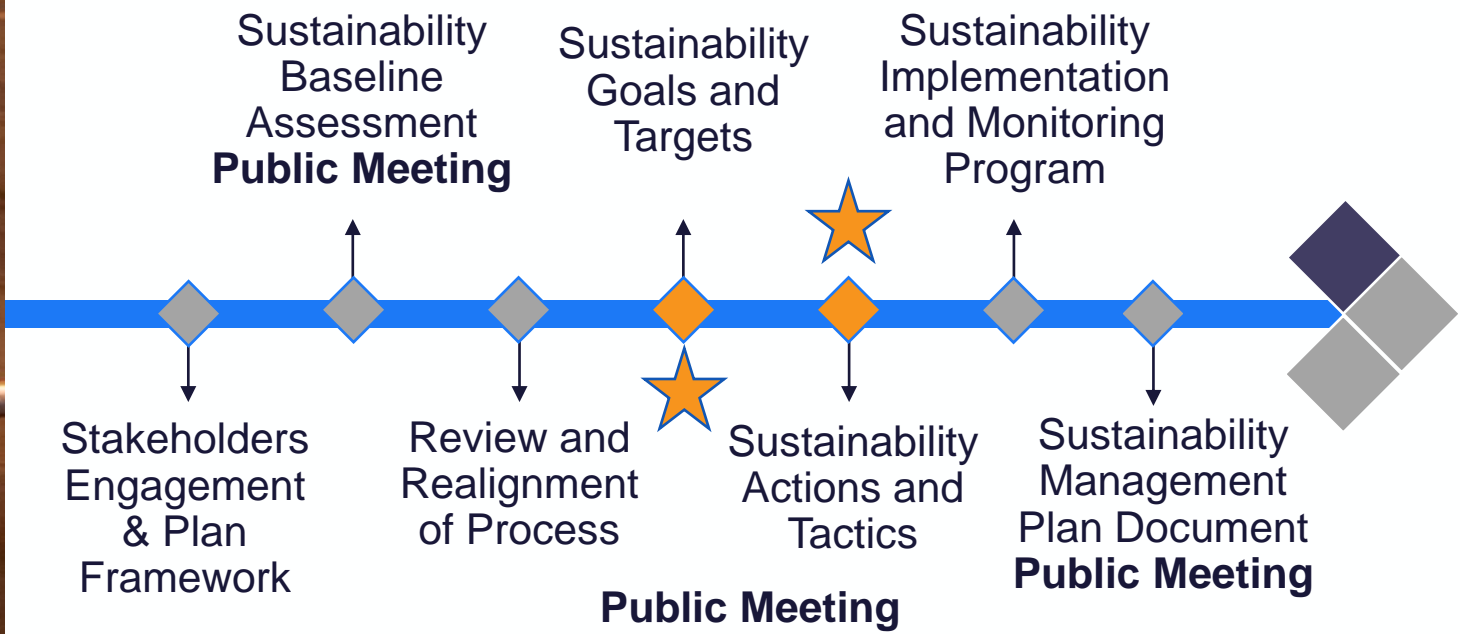 Sustainability
Baseline
Assessment
Public Meeting
Sustainability
Goals and
Targets
Sustainability
Implementation
and Monitoring
Program
Stakeholders
Engagement
& Plan
Framework
Review and
Realignment
of Process
Sustainability
Actions and
Tactics
Public Meeting
Sustainability
Management
Plan Document
Public Meeting